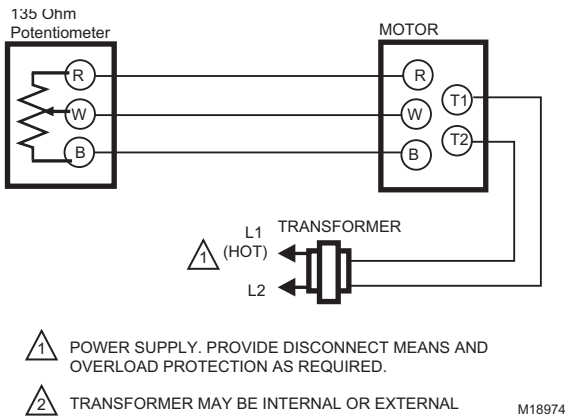 135 Ohm
Potentiometer
MOTOR
R
R
T1
W
W
T2
B
B
L1
TRANSFORMER
1
(HOT)
L2
1
POWER SUPPLY. PROVIDE DISCONNECT MEANS AND
OVERLOAD PROTECTION AS REQUIRED.
2
TRANSFORMER MAY BE INTERNAL OR EXTERNAL
M18974